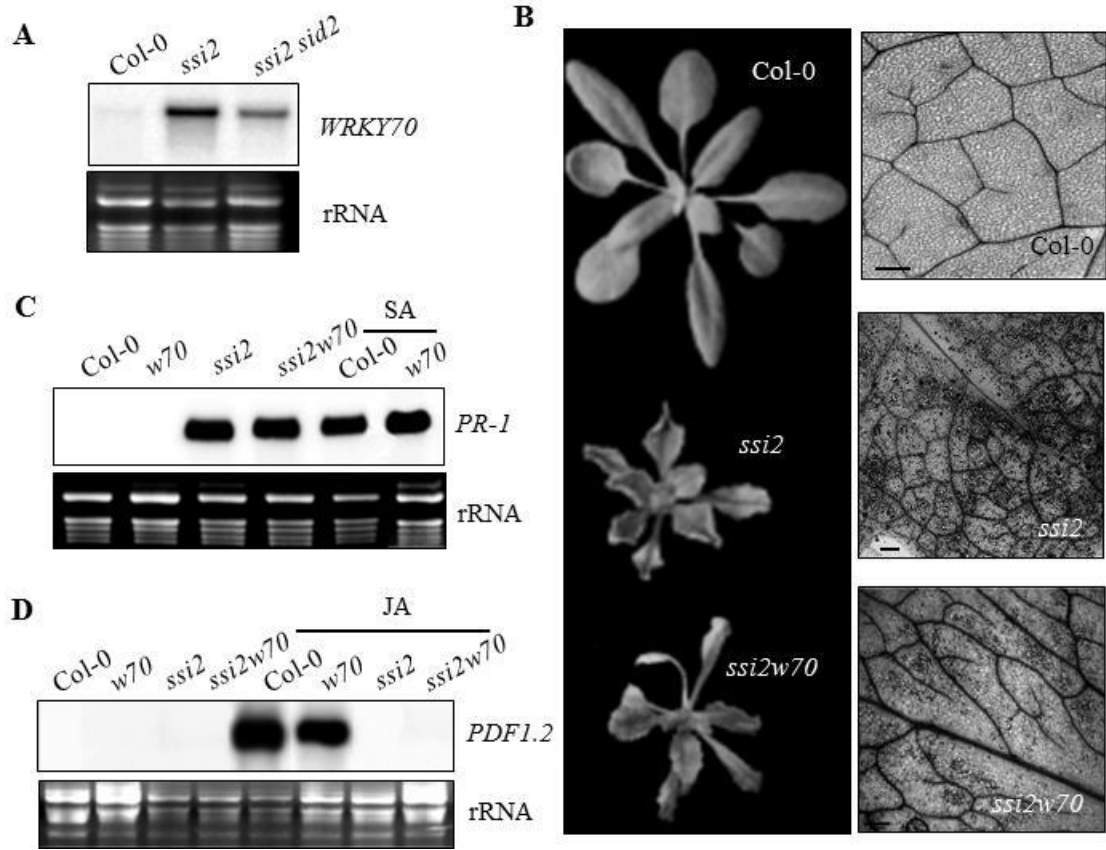 A
Col-0 ssi2 ssi2 sid2
WRKY70
rRNA
B
Col-0
ssi2
ssi2w70
Col-0
ssi2
ssi2w70
C
SA
Col-0 w70 ssi2 ssi2w70 Col-0 w70
PR-1
rRNA
D
JA
Col-0 w70 ssi2 ssi2w70 Col-0 w70 ssi2 ssi2w70
PDF1.2
rRNA